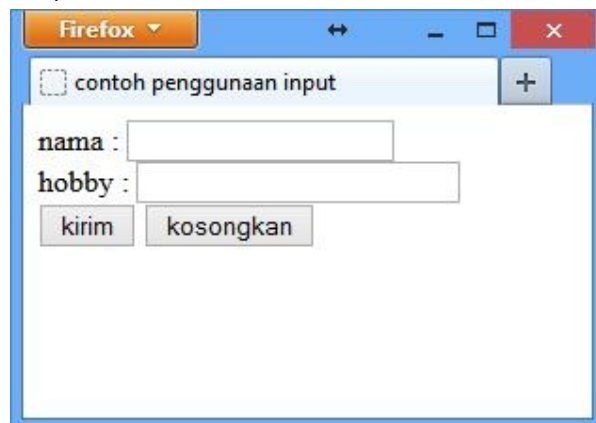 Firefox
contoh penggunaan input
nama :
hobby :
kirim kosongkan